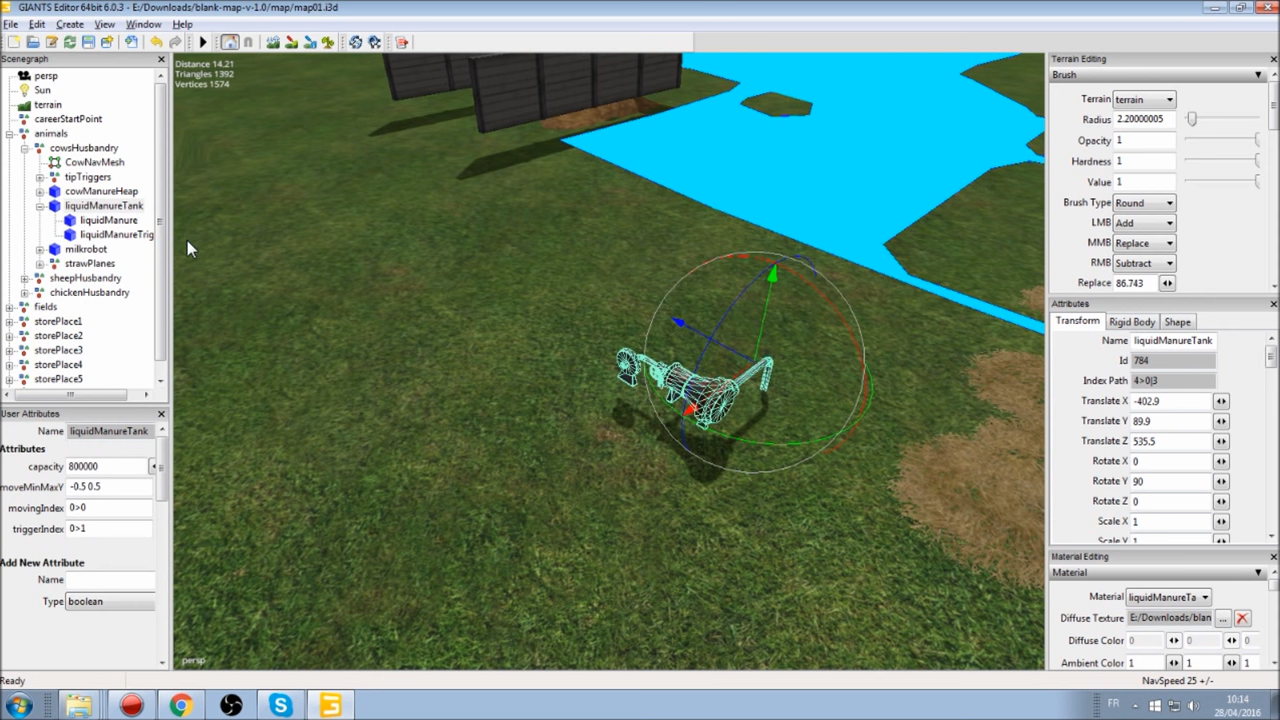 GIANTS Editor 64bit 6.0.3 - E:/Downloads/blank-map-v-1.0/map/map01.i3d
File Edit Create View Window Help
Scenegraph
persp
Sun
terrain
careerStartPoint
animals
cowsHusbandry
CowNavMesh
tipTriggers
cowManureHeap
liquidManureTank
liquidManure
liquidManureTrig
milkrobot
strawPlanes
sheepHusbandry
chickenHusbandry
fields
storePlace1
storePlace2
storePlace3
storePlace4
storePlace5
User Attributes
Name liquidManureTank
Attributes
capacity 800000
moveMinMaxY -0.5 0.5
movingIndex 0>0
triggerIndex 0>1
Add New Attribute
Name
Type boolean
Ready
Distance 14.21
Triangles 1392
Vertices 1574
persp
Terrain Editing
Brush
Terrain terrain
Radius 2.20000005
Opacity 1
Hardness 1
Value 1
Brush Type Round
LMB Add
MMB Replace
RMB Subtract
Replace 86.743
Attributes
Transform Rigid Body Shape
Name liquidManureTank
Id 784
Index Path 4>0|3
Translate X -402.9
Translate Y 89.9
Translate Z 535.5
Rotate X 0
Rotate Y 90
Rotate Z 0
Scale X 1
Scale Y 1
Material Editing
Material
Material liquidManureTa
Diffuse Texture E:/Downloads/blan ...
Diffuse Color 0 0 0
Ambient Color 1 1 1
NavSpeed 25 +/-
FR
10:14
28/04/2016